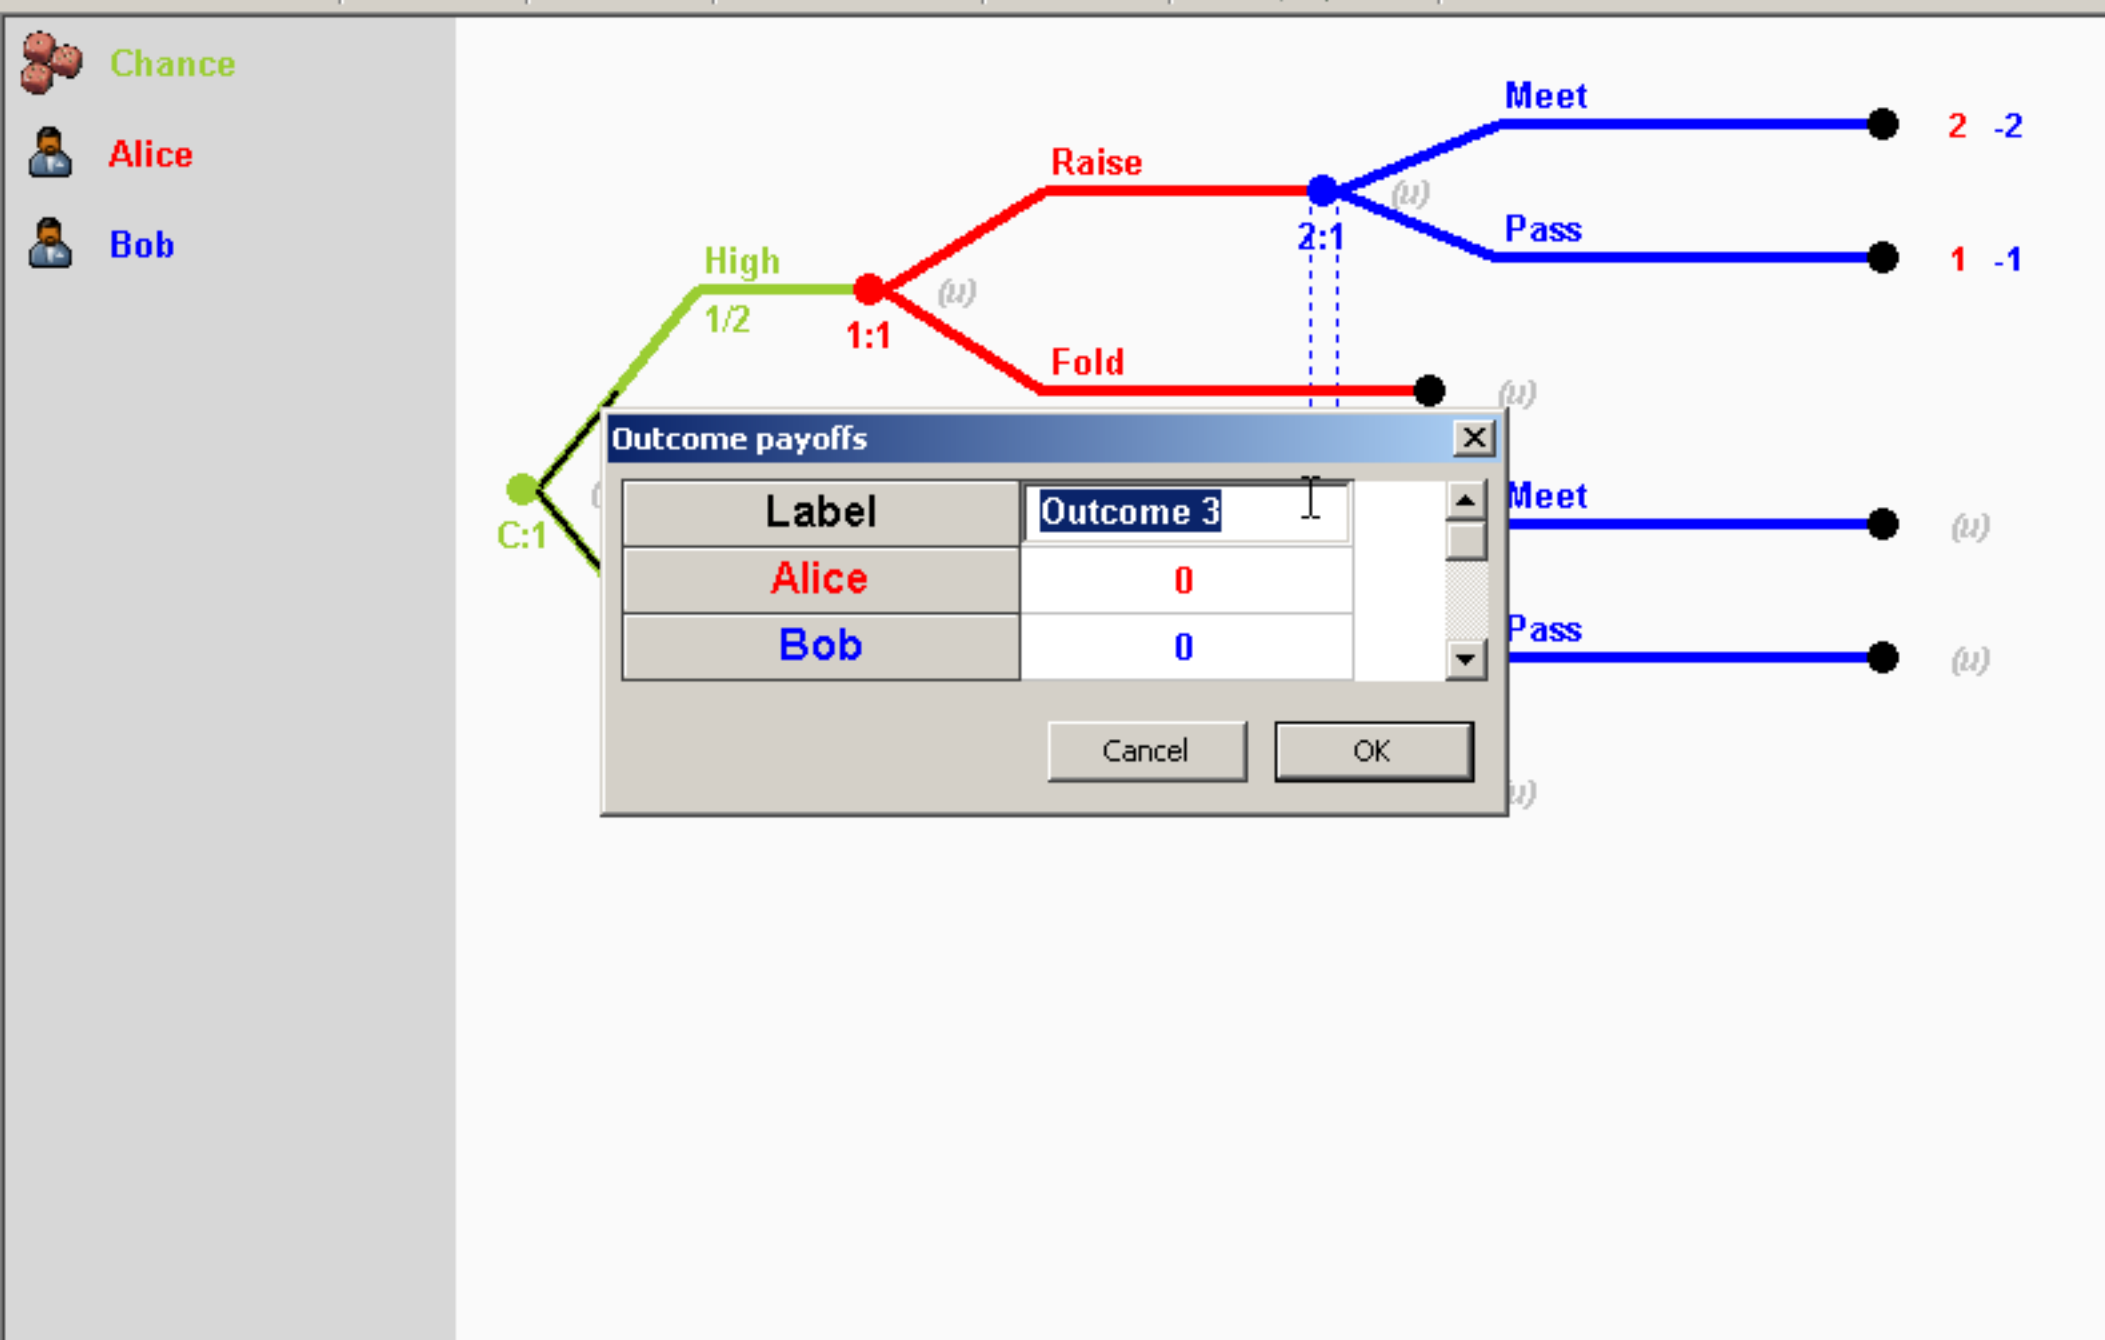 Chance
Alice
Bob
Meet
2 -2
Raise
(u)
Pass
2:1
1 -1
High
(u)
1/2
1:1
Fold
(u)
Outcome payoffs
Label Outcome 3
Meet
(u)
C:1
Alice 0
Bob 0
Pass
(u)
Cancel OK
u)